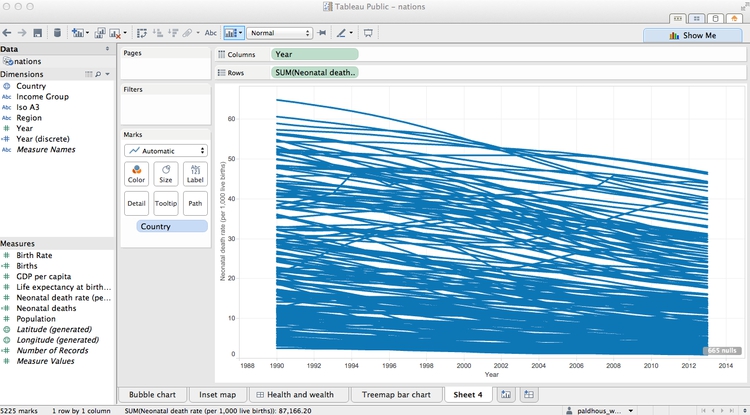 Tableau Public - nations
Abc
Normal
Show Me
Data
nations
Dimensions
Country
Abc Income Group
Abc Iso A3
Abc Region
# Year
Year (discrete)
Abc Measure Names
Measures
# Birth Rate
# Births
# GDP per capita
# Life expectancy at birth...
# Neonatal death rate (pe...
# Neonatal deaths
# Population
Latitude (generated)
Longitude (generated)
# Number of Records
# Measure Values
Pages
Filters
Marks
Automatic
Color
Size
Abc
123
Label
Detail
Tooltip
Path
Country
Columns
Year
Rows
SUM(Neonatal death..
Neonatal death rate (per 1,000 live births)
60
50
40
30
20
10
0
665 nulls
1988 1990 1992 1994 1996 1998 2000 2002 2004 2006 2008 2010 2012 2014
Year
Bubble chart
Inset map
Health and wealth
Treemap bar chart
Sheet 4
5225 marks
1 row by 1 column
SUM(Neonatal death rate (per 1,000 live births)): 87,166.20
paldhous_w...